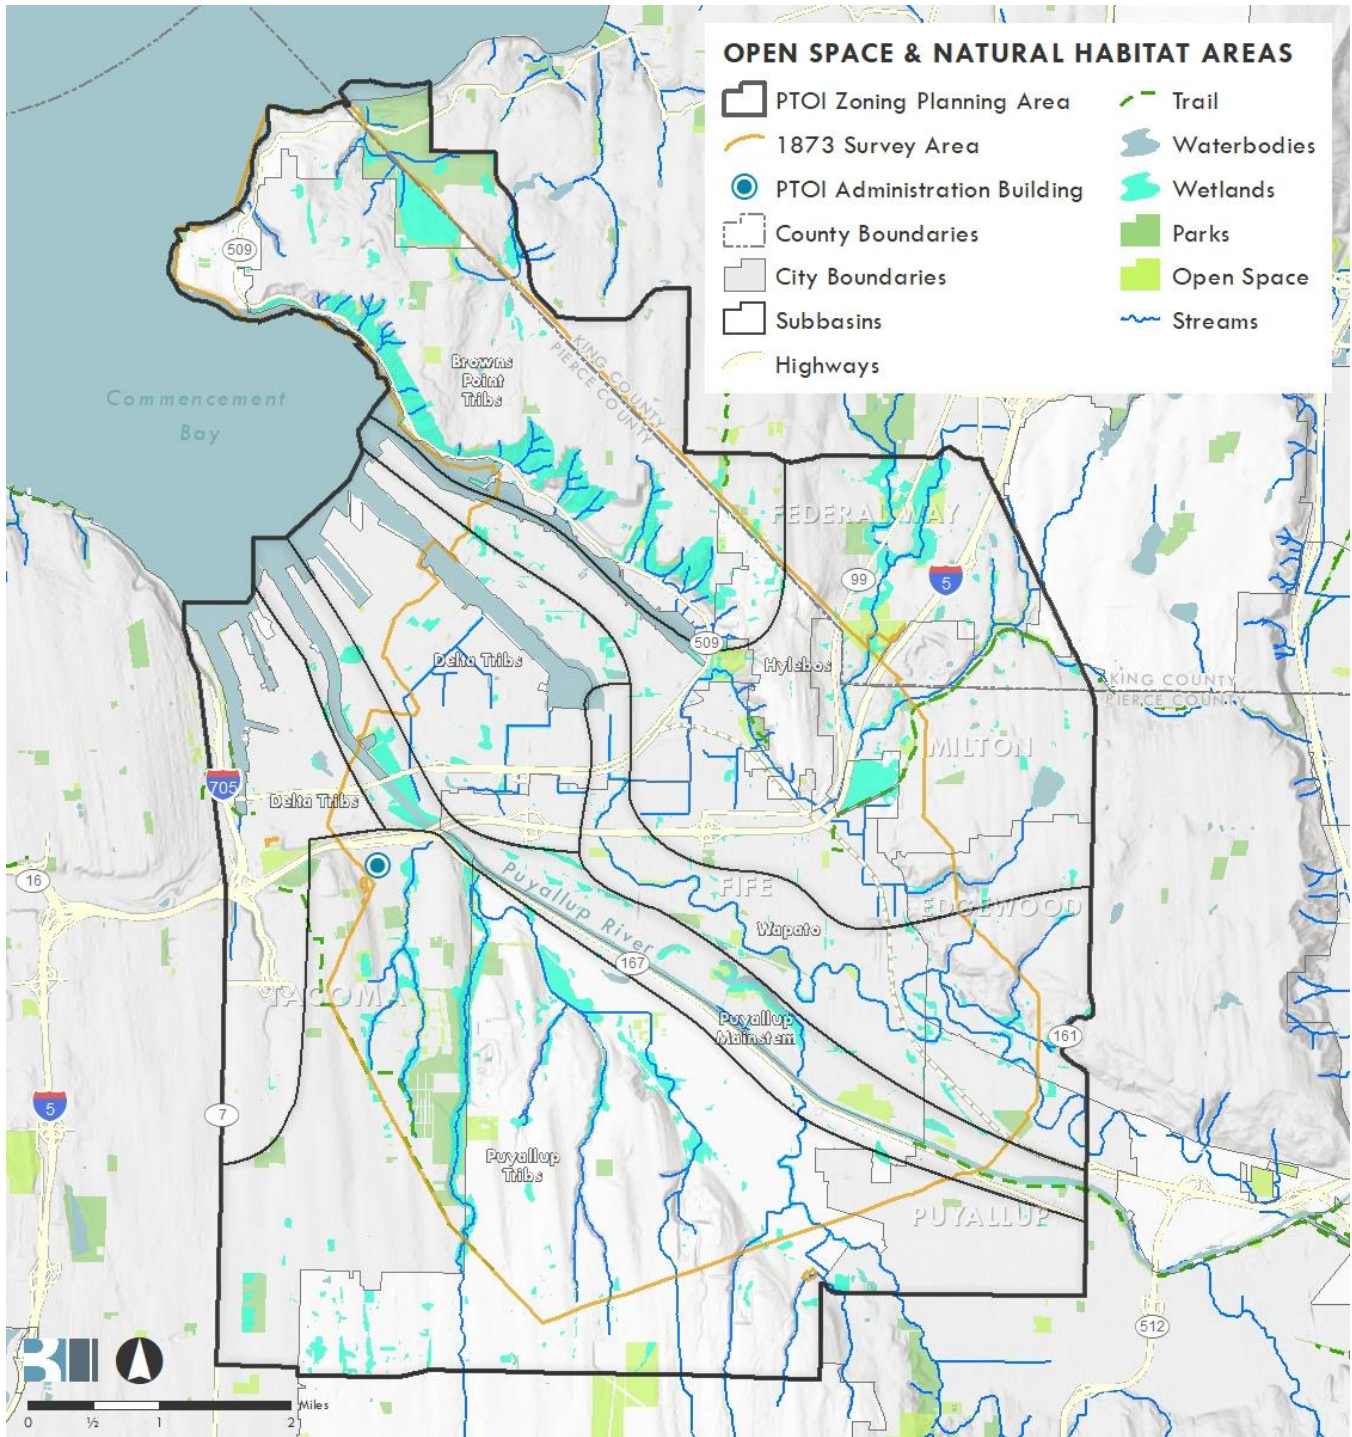 OPEN SPACE & NATURAL HABITAT AREAS
PTOI Zoning Planning Area
1873 Survey Area
PTOI Administration Building
County Boundaries
City Boundaries
Subbasins
Highways
Trail
Waterbodies
Wetlands
Parks
Open Space
Streams
509
KING COUNTY
PIERCE COUNTY
Browns
Point
Tribs
Commencement
Bay
FEDERAL WAY
99
5
509
Delta Tribs
Hylebos
KING COUNTY
PIERCE COUNTY
MILTON
705
Delta Tribs
16
Puyallup River
FIFE
EDGEWOOD
Wapato
167
TACOMA
Puyallup
Mainstem
161
5
7
Puyallup
Tribs
PUYALLUP
512
0 ½ 1 2 Miles